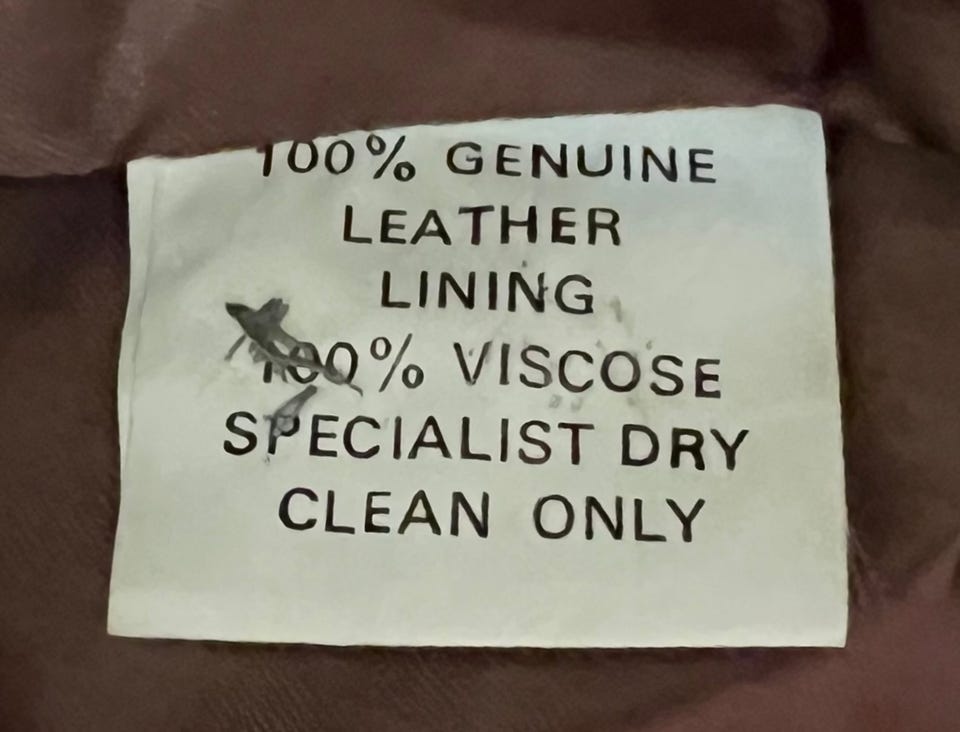 100% GENUINE
LEATHER
LINING
100% VISCOSE
SPECIALIST DRY
CLEAN ONLY